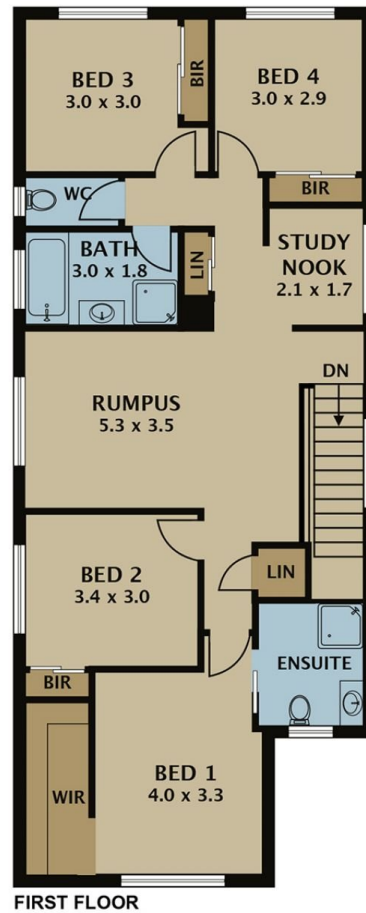 BED 3
3.0 x 3.0
BIR
BED 4
3.0 x 2.9
BIR
WC
BATH
3.0 x 1.8
LIN
STUDY
NOOK
2.1 x 1.7
DN
RUMPUS
5.3 x 3.5
BED 2
3.4 x 3.0
LIN
BIR
ENSUITE
WIR
BED 1
4.0 x 3.3
FIRST FLOOR